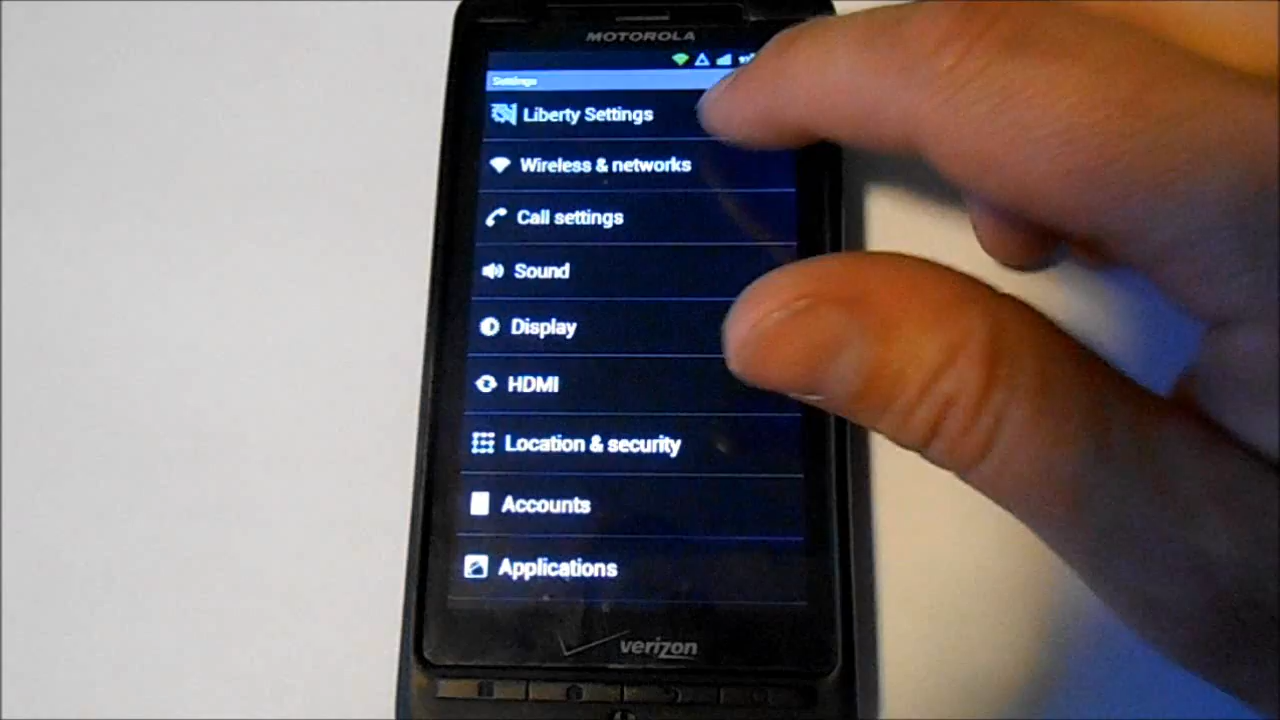 MOTOROLA
Settings
Liberty Settings
Wireless & networks
Call settings
Sound
Display
HDMI
Location & security
Accounts
Applications
verizon